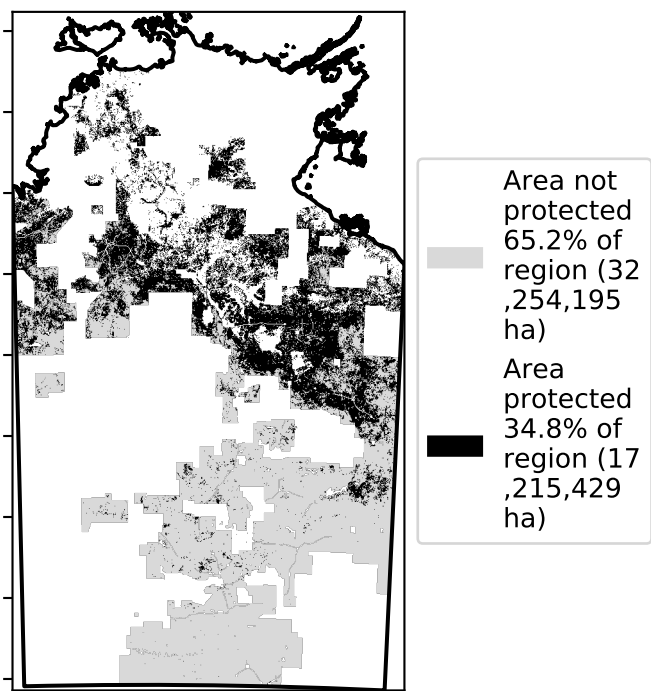 Area not
protected
65.2% of
region (32
,254,195
ha)
Area
protected
34.8% of
region (17
,215,429
ha)